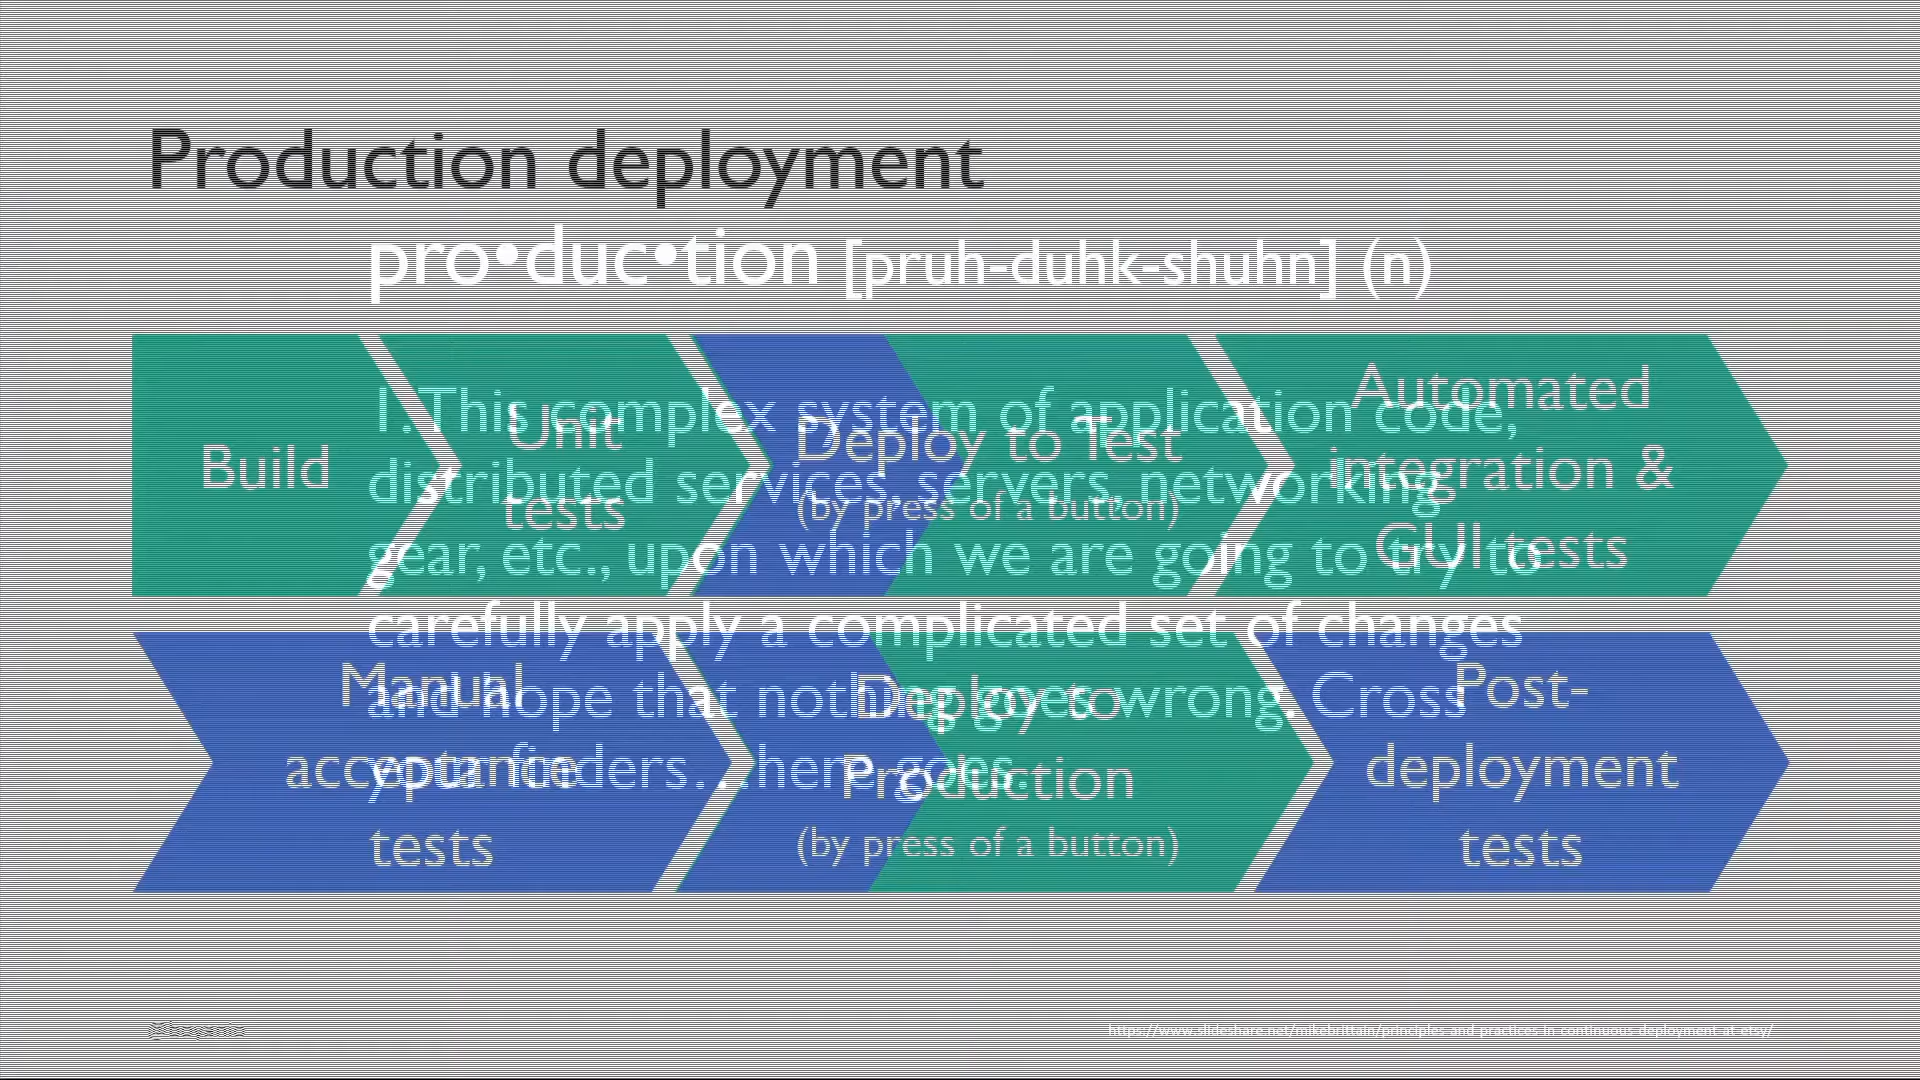 Production deployment
pro•duc•tion [pruh-duhk-shuhn] (n)
1. This complex system of application code,
distributed services, servers, networking
gear, etc., upon which we are going to try to
carefully apply a complicated set of changes
and hope that nothing goes wrong. Cross
your finders…here goes.
Build
Unit
tests
Deploy to Test
(by press of a button)
Automated
integration &
GUI tests
Manual
acceptance
tests
Deploy to
Production
(by press of a button)
Post-
deployment
tests
https://www.slideshare.net/mikebrittain/principles-and-practices-in-continuous-deployment-at-etsy/